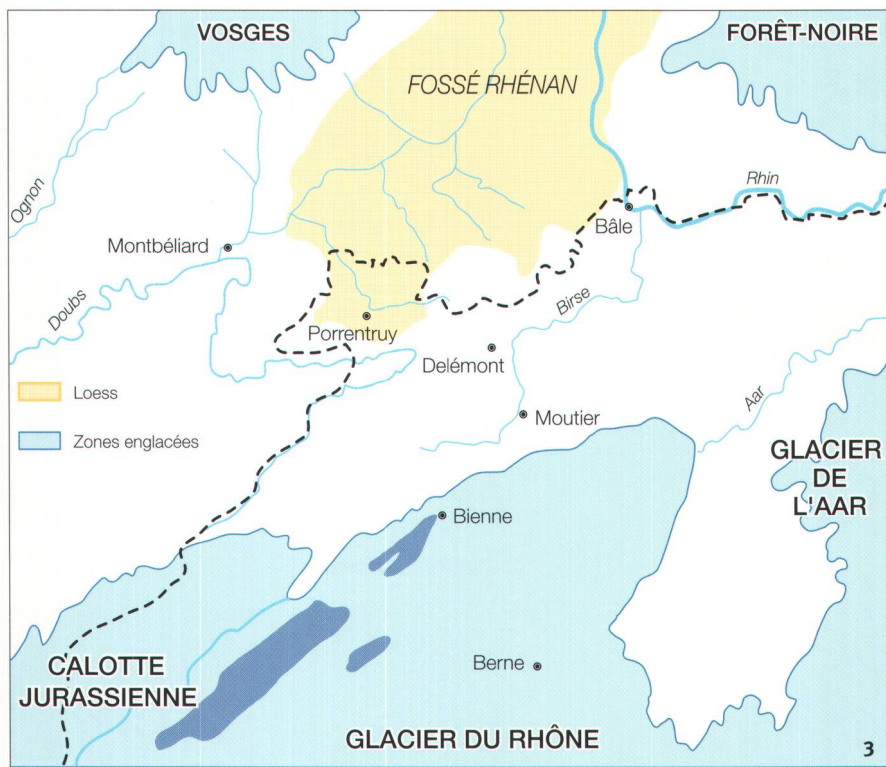 VOSGES
FORÊT-NOIRE
FOSSÉ RHÉNAN
Ognon
Rhin
Bâle
Montbéliard
Doubs
Birse
Porrentruy
Delémont
Loess
Aar
Moutier
Zones englacées
GLACIER
DE
L'AAR
Bienne
CALOTTE
JURASSIENNE
Berne
GLACIER DU RHÔNE
3